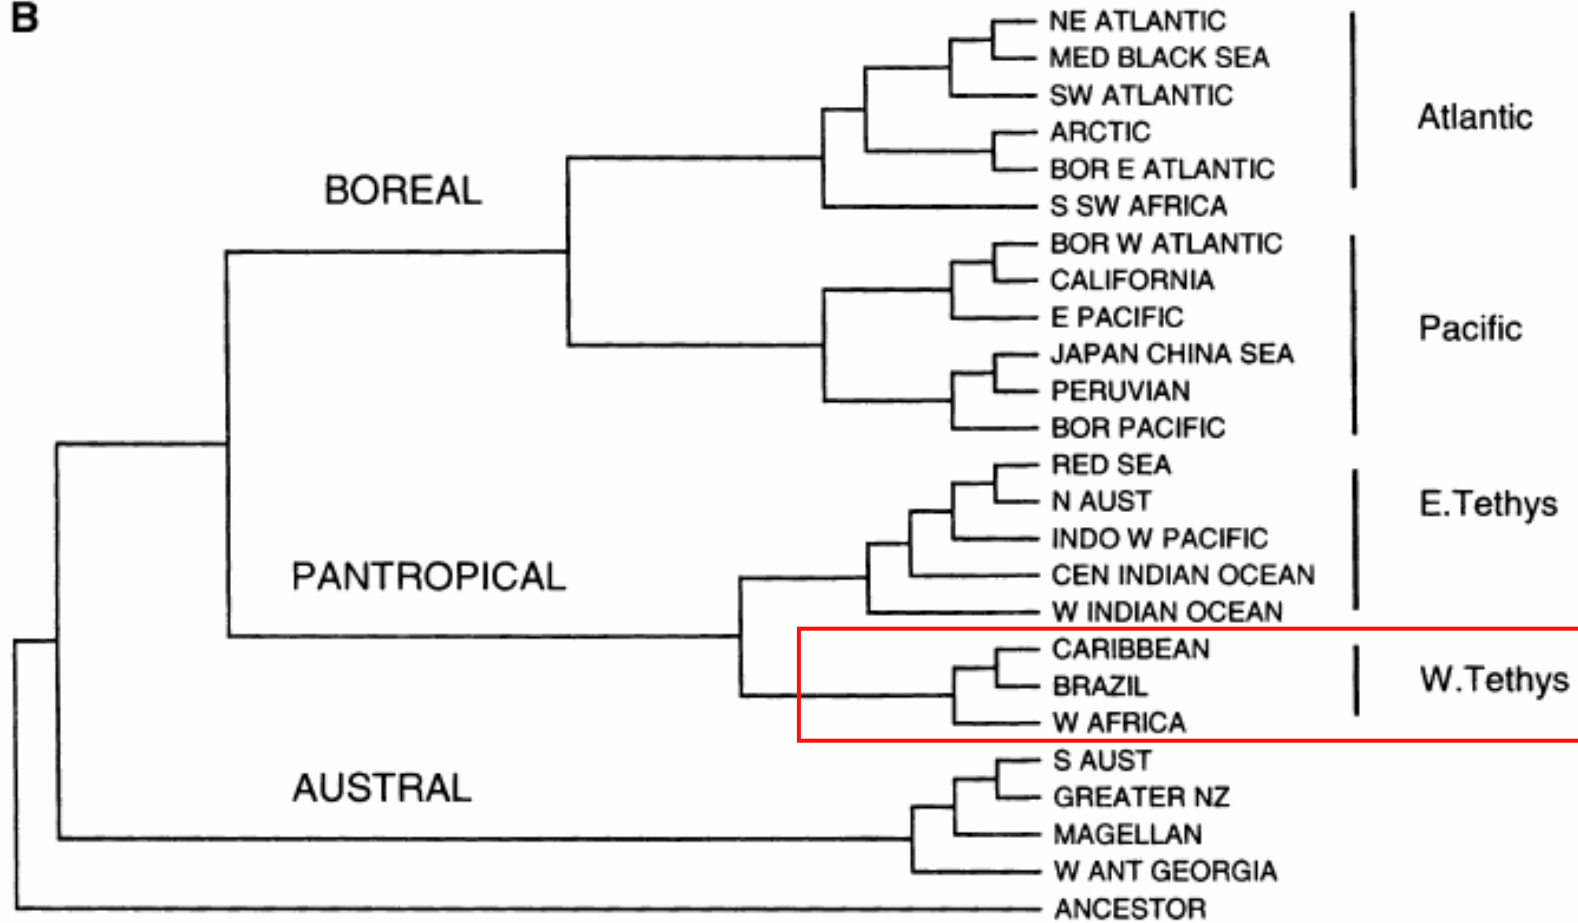 B
NE ATLANTIC
MED BLACK SEA
SW ATLANTIC
ARCTIC
BOR E ATLANTIC
S SW AFRICA
Atlantic
BOREAL
BOR W ATLANTIC
CALIFORNIA
E PACIFIC
JAPAN CHINA SEA
PERUVIAN
BOR PACIFIC
Pacific
RED SEA
N AUST
INDO W PACIFIC
CEN INDIAN OCEAN
W INDIAN OCEAN
E.Tethys
PANTROPICAL
CARIBBEAN
BRAZIL
W AFRICA
W.Tethys
AUSTRAL
S AUST
GREATER NZ
MAGELLAN
W ANT GEORGIA
ANCESTOR